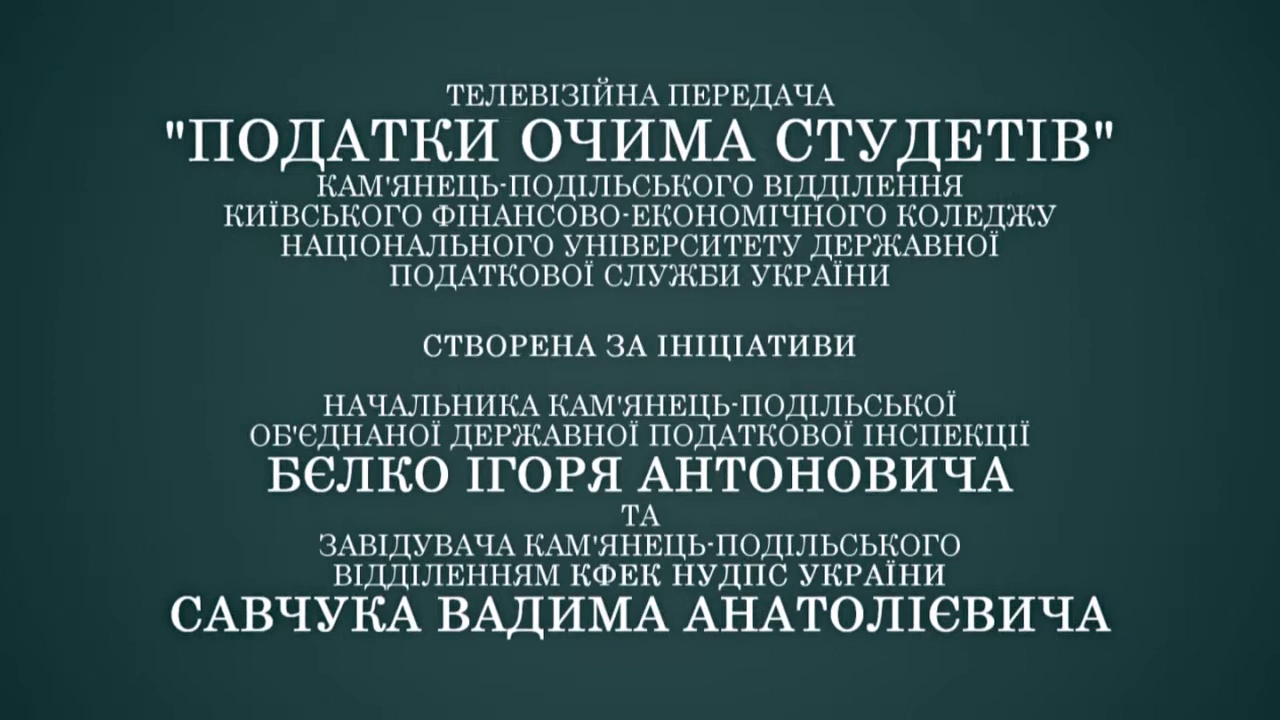 ТЕЛЕВІЗІЙНА ПЕРЕДАЧА
"ПОДАТКИ ОЧИМА СТУДЕТІВ"
КАМ'ЯНЕЦЬ-ПОДІЛЬСЬКОГО ВІДДІЛЕННЯ
КИЇВСЬКОГО ФІНАНСОВО-ЕКОНОМІЧНОГО КОЛЕДЖУ
НАЦІОНАЛЬНОГО УНІВЕРСИТЕТУ ДЕРЖАВНОЇ
ПОДАТКОВОЇ СЛУЖБИ УКРАЇНИ
СТВОРЕНА ЗА ІНІЦІАТИВИ
НАЧАЛЬНИКА КАМ'ЯНЕЦЬ-ПОДІЛЬСЬКОЇ
ОБ'ЄДНАНОЇ ДЕРЖАВНОЇ ПОДАТКОВОЇ ІНСПЕКЦІЇ
БЄЛКО ІГОРЯ АНТОНОВИЧА
ТА
ЗАВІДУВАЧА КАМ'ЯНЕЦЬ-ПОДІЛЬСЬКОГО
ВІДДІЛЕННЯМ КФЕК НУДПС УКРАЇНИ
САВЧУКА ВАДИМА АНАТОЛІЄВИЧА